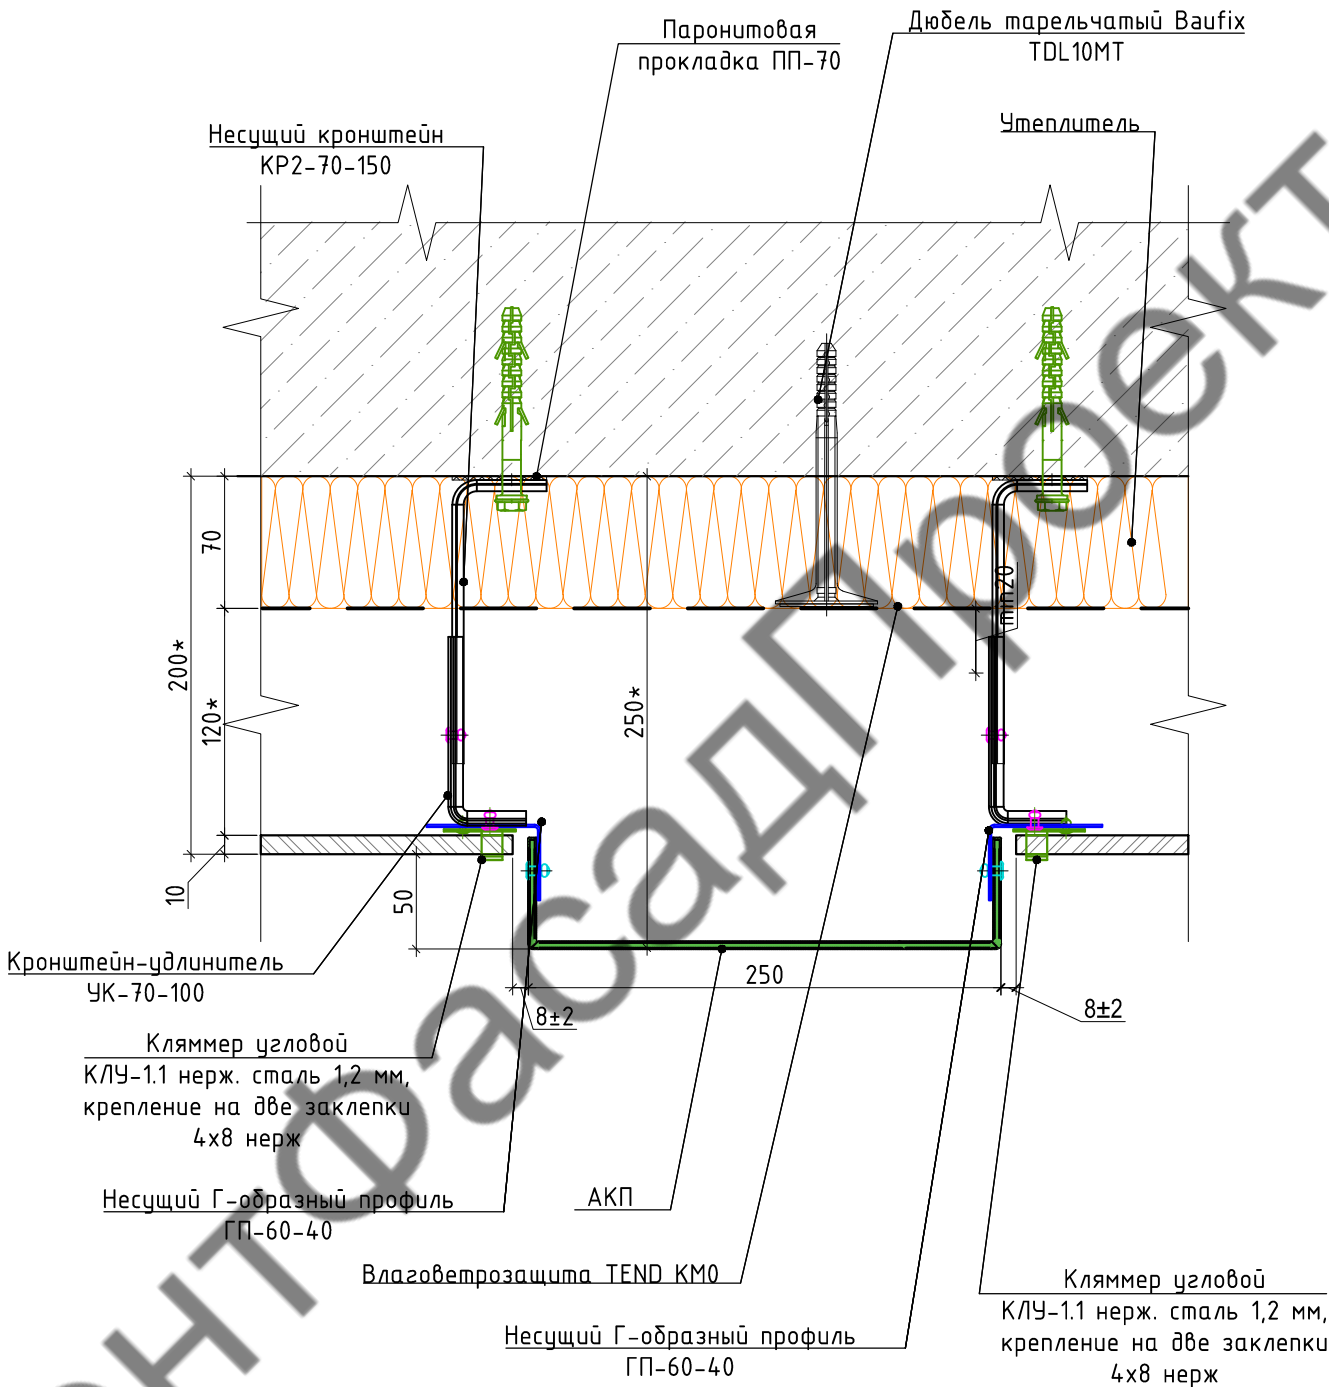 Паронитовая
прокладка ПП-70
Дюбель тарельчатый Baufix
TDL10MT
Несущий кронштейн
КР2-70-150
Утеплитель
70
200*
120*
250*
min20
10
50
250
8±2
8±2
Кронштейн-удлинитель
УК-70-100
Кляммер угловой
КЛУ-1.1 нерж. сталь 1,2 мм,
крепление на две заклепки
4х8 нерж
Несущий Г-образный профиль
ГП-60-40
АКП
Влаговетрозащита TEND КМ0
Несущий Г-образный профиль
ГП-60-40
Кляммер угловой
КЛУ-1.1 нерж. сталь 1,2 мм,
крепление на две заклепки
4х8 нерж
нтФасадПроект